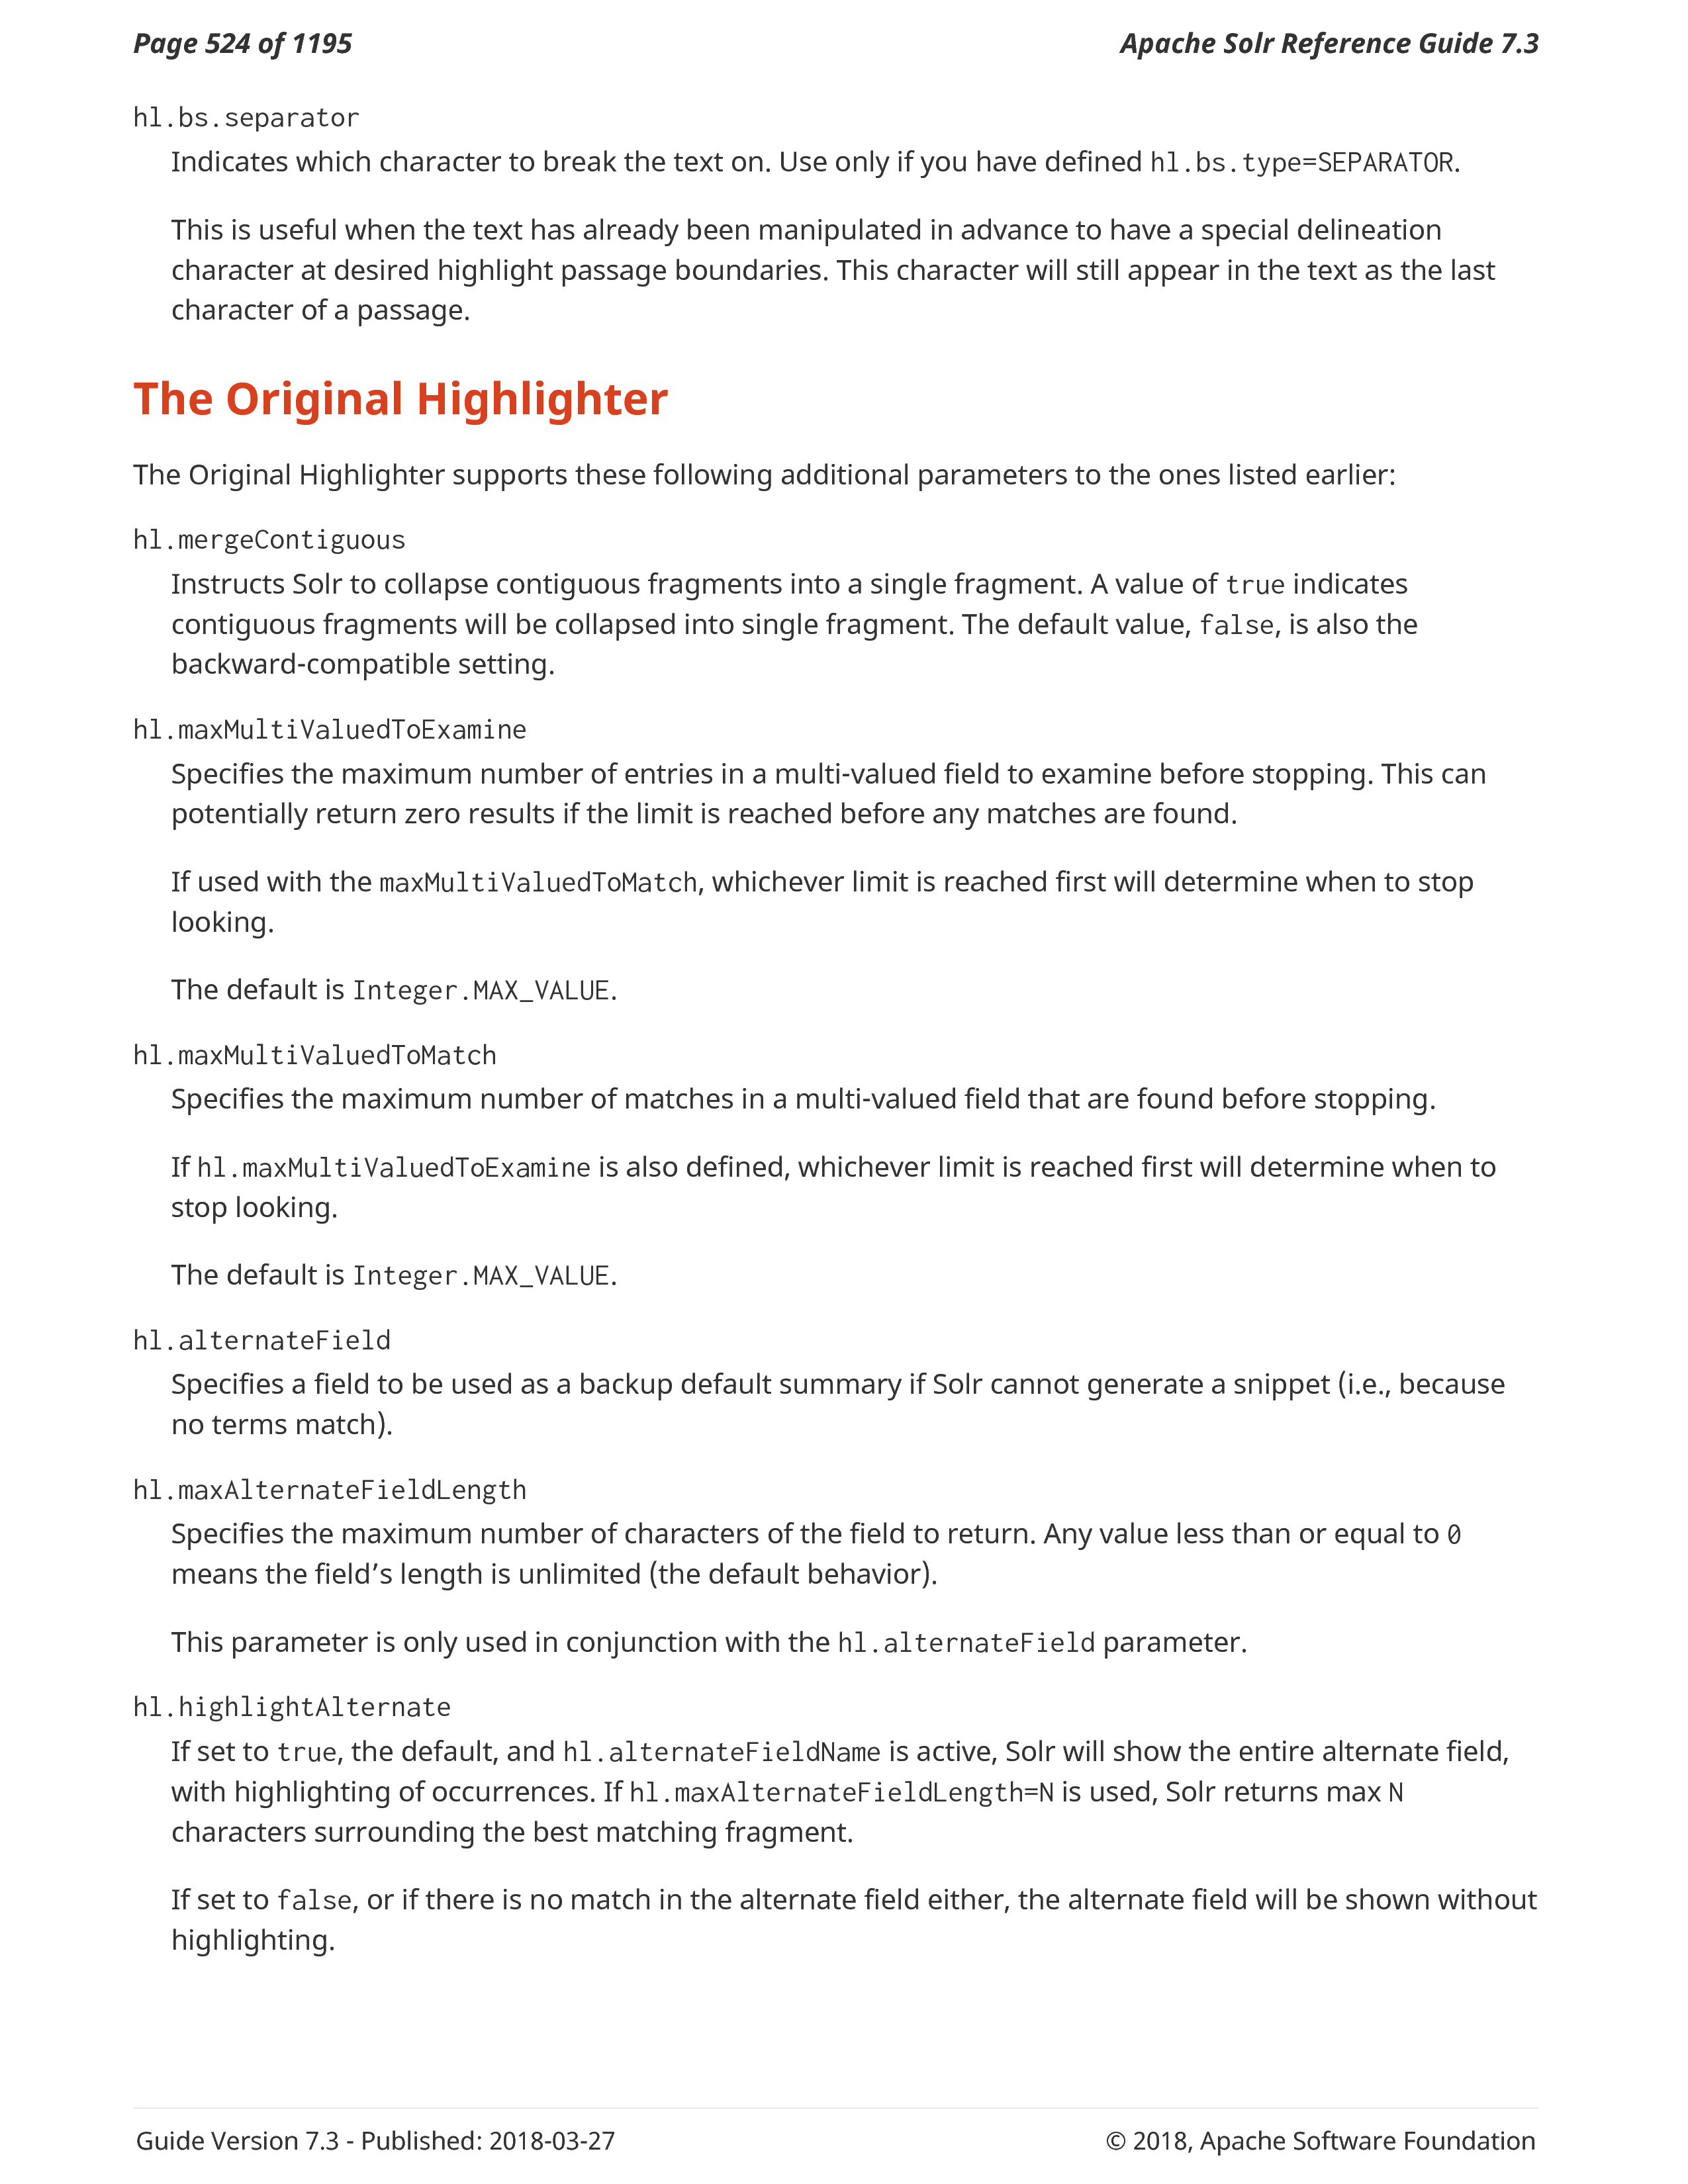 Page 524 of 1195
Apache Solr Reference Guide 7.3
hl.bs.separator
Indicates which character to break the text on. Use only if you have defined hl.bs.type=SEPARATOR.
This is useful when the text has already been manipulated in advance to have a special delineation
character at desired highlight passage boundaries. This character will still appear in the text as the last
character of a passage.
The Original Highlighter
The Original Highlighter supports these following additional parameters to the ones listed earlier:
hl.mergeContiguous
Instructs Solr to collapse contiguous fragments into a single fragment. A value of true indicates
contiguous fragments will be collapsed into single fragment. The default value, false, is also the
backward-compatible setting.
hl.maxMultiValuedToExamine
Specifies the maximum number of entries in a multi-valued field to examine before stopping. This can
potentially return zero results if the limit is reached before any matches are found.
If used with the maxMultiValuedToMatch, whichever limit is reached first will determine when to stop
looking.
The default is Integer.MAX_VALUE.
hl.maxMultiValuedToMatch
Specifies the maximum number of matches in a multi-valued field that are found before stopping.
If hl.maxMultiValuedToExamine is also defined, whichever limit is reached first will determine when to
stop looking.
The default is Integer.MAX_VALUE.
hl.alternateField
Specifies a field to be used as a backup default summary if Solr cannot generate a snippet (i.e., because
no terms match).
hl.maxAlternateFieldLength
Specifies the maximum number of characters of the field to return. Any value less than or equal to 0
means the field’s length is unlimited (the default behavior).
This parameter is only used in conjunction with the hl.alternateField parameter.
hl.highlightAlternate
If set to true, the default, and hl.alternateFieldName is active, Solr will show the entire alternate field,
with highlighting of occurrences. If hl.maxAlternateFieldLength=N is used, Solr returns max N
characters surrounding the best matching fragment.
If set to false, or if there is no match in the alternate field either, the alternate field will be shown without
highlighting.
Guide Version 7.3 - Published: 2018-03-27
© 2018, Apache Software Foundation